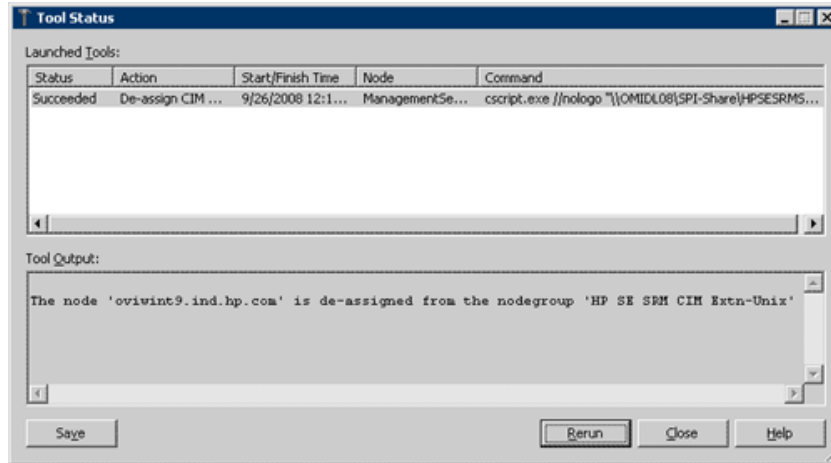 Tool Status
Launched Tools:
Status Action Start/Finish Time Node Command
Succeeded De-assign CIM ... 9/26/2008 12:1... ManagementSe... cscript.exe //nologo "\\OMIDL08\SPI-Share\HPSESRMS...
Tool Output:
The node 'oviwint9.ind.hp.com' is de-assigned from the nodegroup 'HP SE SRM CIM Extn-Unix'
Save Rerun Close Help